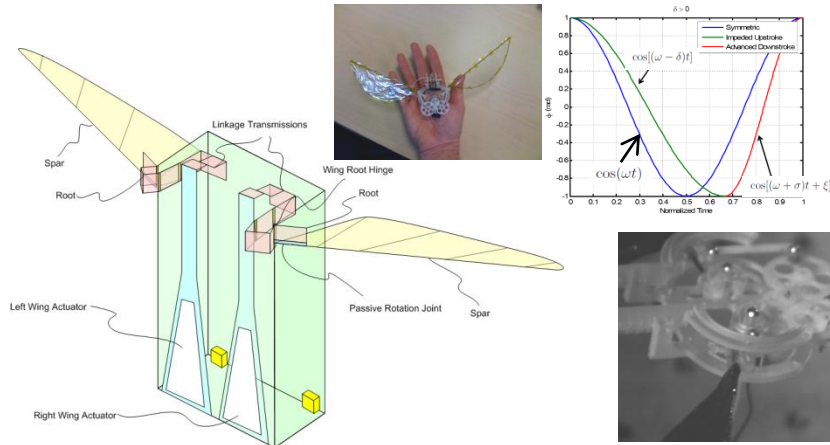 Spar
Root
Linkage Transmissions
Wing Root Hinge
Root
Passive Rotation Joint
Spar
Left Wing Actuator
Right Wing Actuator
δ > 0
Symmetric
Impeded Upstroke
Advanced Downstroke
cos[(ω − δ)t]
cos(ωt)
cos[(ω + σ)t + ξ]
ϕ (rad)
1
0.8
0.6
0.4
0.2
0
-0.2
-0.4
-0.6
-0.8
-1
0 0.1 0.2 0.3 0.4 0.5 0.6 0.7 0.8 0.9 1
Normalized Time